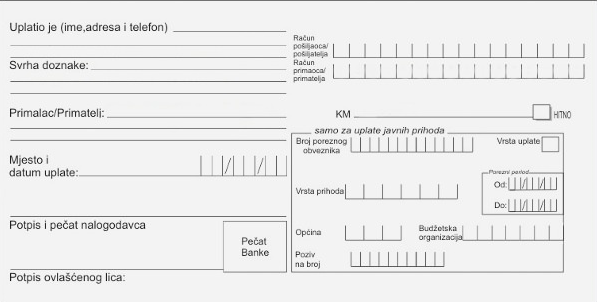 Uplatio je (ime,adresa i telefon)
Svrha doznake:
Primalac/Primatelj:
Mjesto i
datum uplate:
/ /
Potpis i pečat nalogodavca
Pečat
Banke
Potpis ovlašćenog lica:
Račun
pošiljaoca/
pošiljatelja
Račun
primaoca/
primatelja
KM
HITNO
samo za uplate javnih prihoda
Broj poreznog
obveznika
Vrsta uplate
Vrsta prihoda
Porezni period
Od: / /
Do: / /
Općina
Budžetska
organizacija
Poziv
na broj